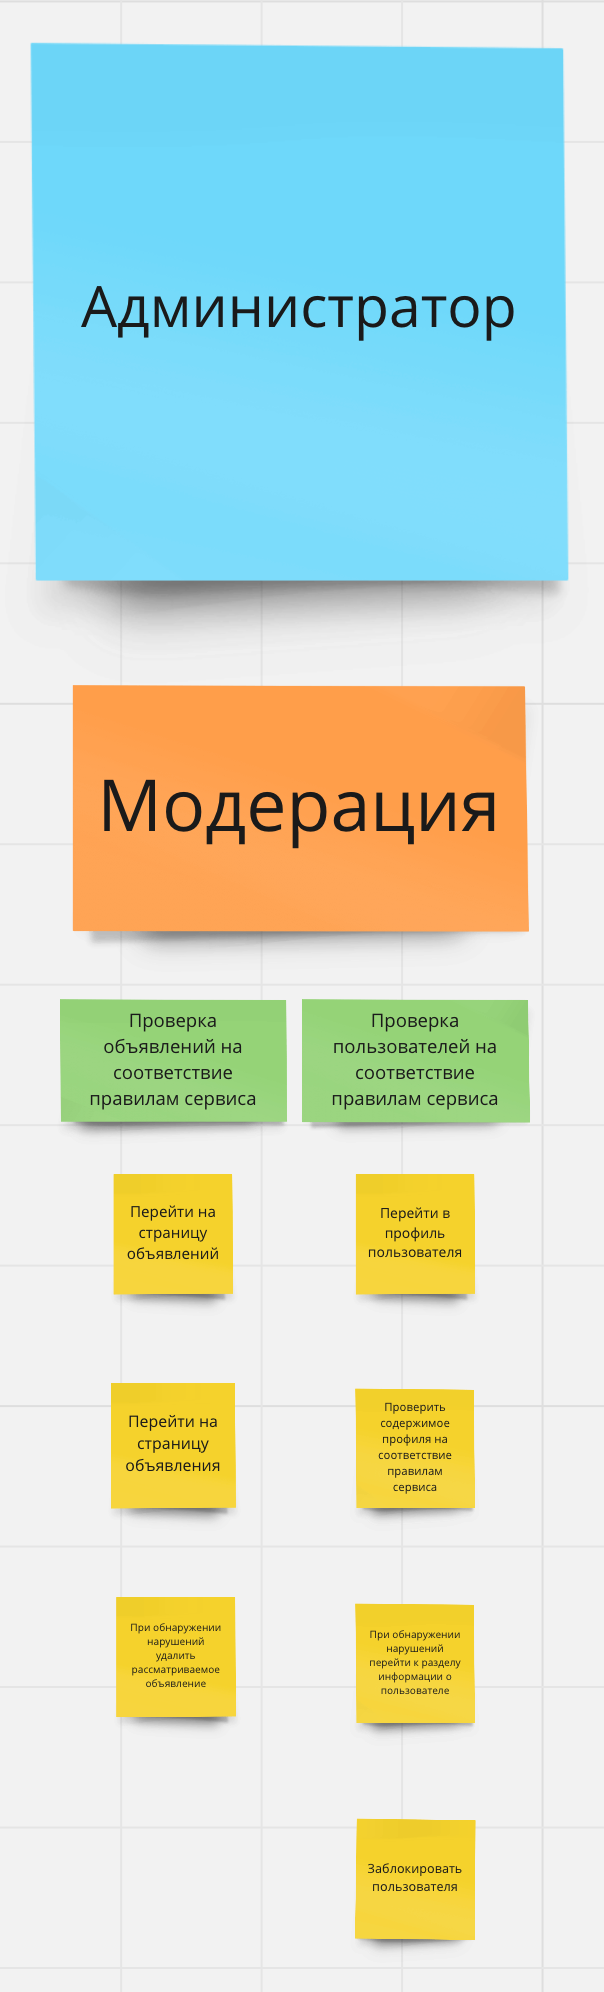 Администратор
Модерация
Проверка
объявлений на
соответствие
правилам сервиса
Проверка
пользователей на
соответствие
правилам сервиса
Перейти на
страницу
объявлений
Перейти в
профиль
пользователя
Перейти на
страницу
объявления
Проверить
содержимое
профиля на
соответствие
правилам
сервиса
При обнаружении
нарушений
удалить
рассматриваемое
объявление
При обнаружении
нарушений
перейти к разделу
информации о
пользователе
Заблокировать
пользователя